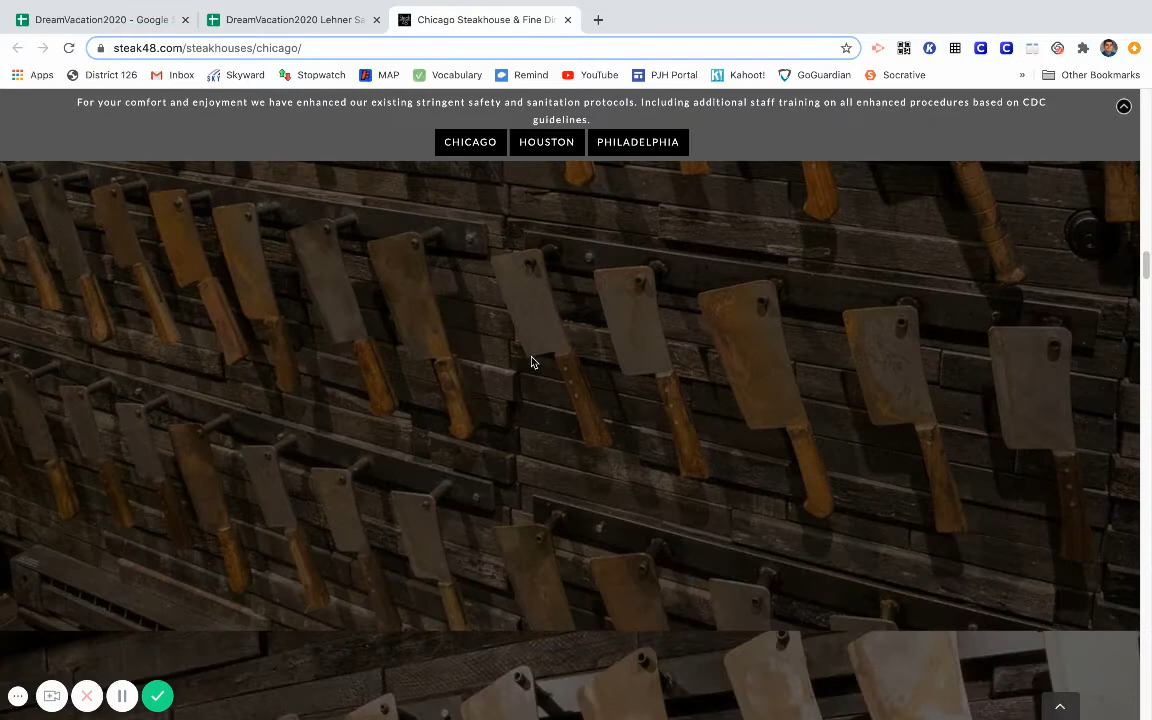 DreamVacation2020 - Google S
DreamVacation2020 Lehner Sa
Chicago Steakhouse & Fine Din
steak48.com/steakhouses/chicago/
Apps
District 126
Inbox
Skyward
Stopwatch
MAP
Vocabulary
Remind
YouTube
PJH Portal
Kahoot!
GoGuardian
Socrative
»
Other Bookmarks
For your comfort and enjoyment we have enhanced our existing stringent safety and sanitation protocols. Including additional staff training on all enhanced procedures based on CDC
guidelines.
CHICAGO
HOUSTON
PHILADELPHIA